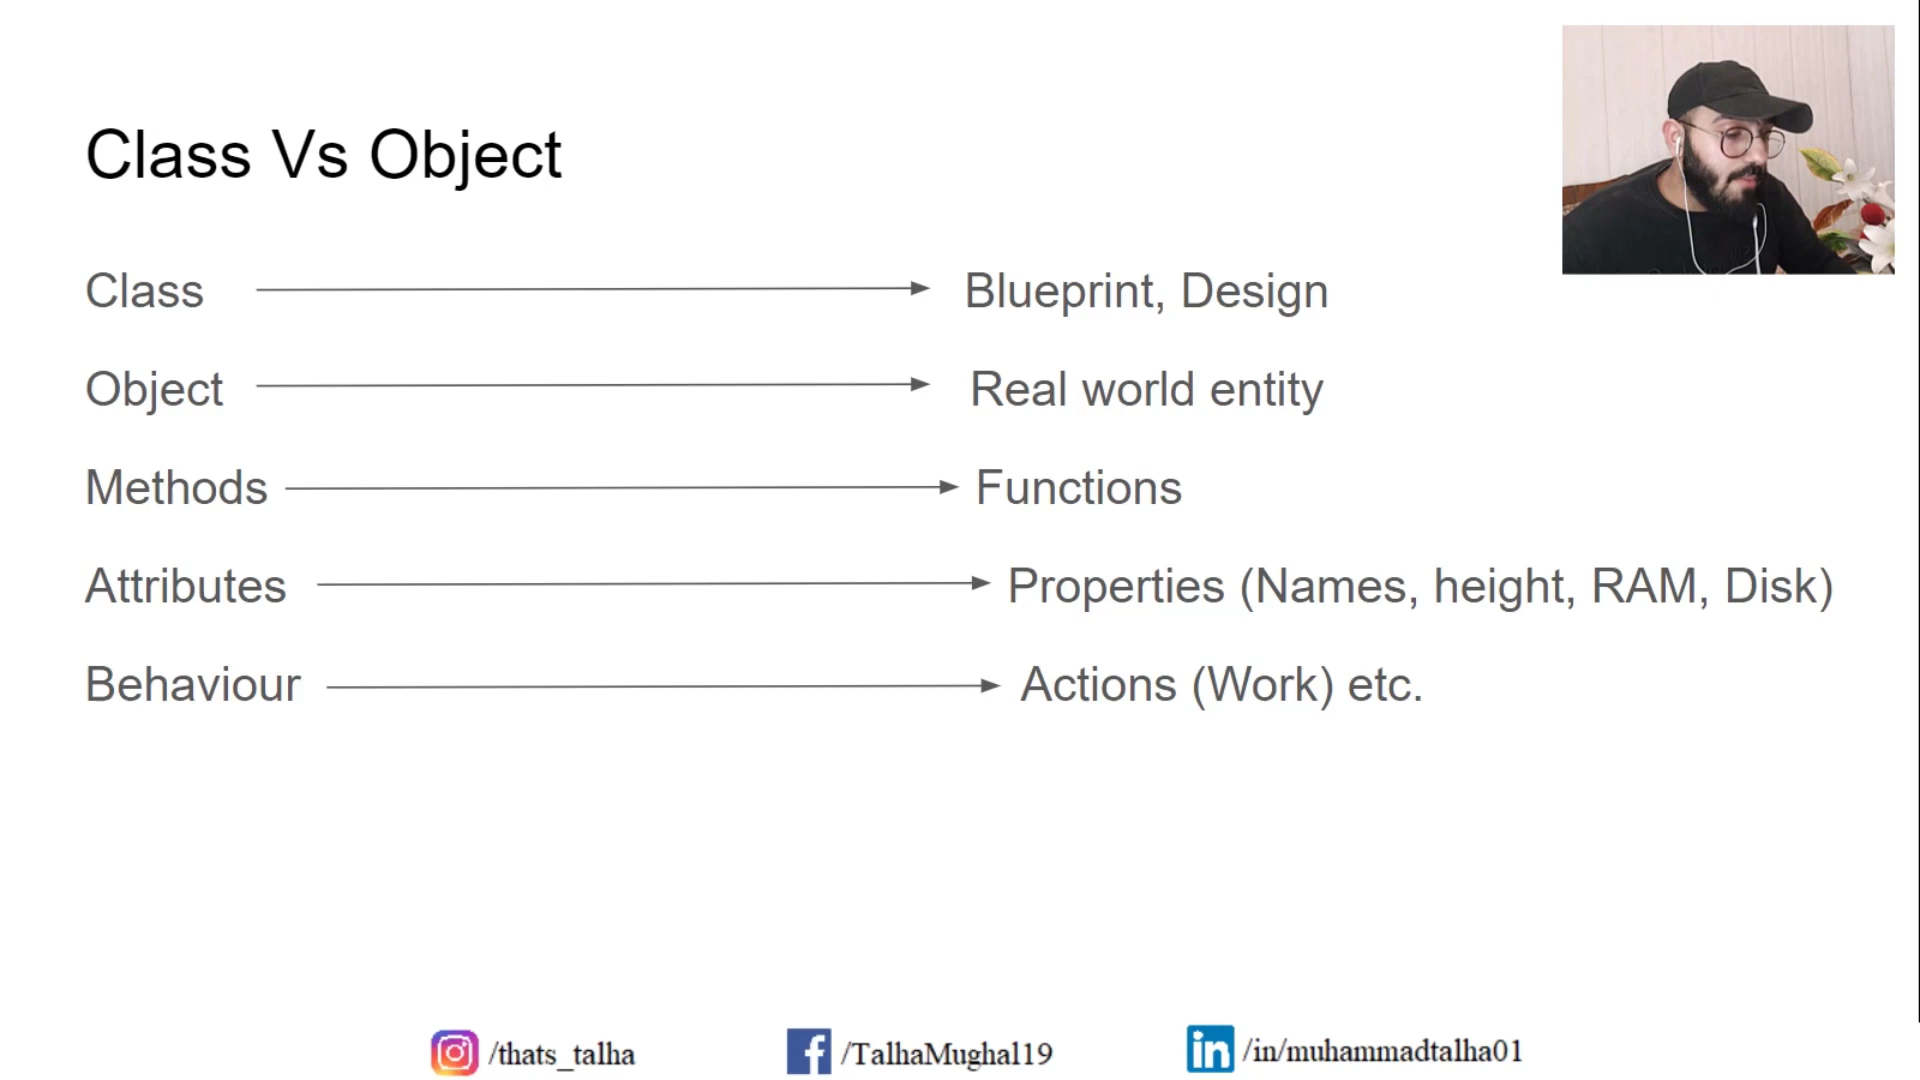 Class Vs Object
Class Blueprint, Design
Object Real world entity
Methods Functions
Attributes Properties (Names, height, RAM, Disk)
Behaviour Actions (Work) etc.
/thats_talha /TalhaMughal19 /in/muhammadtalha01